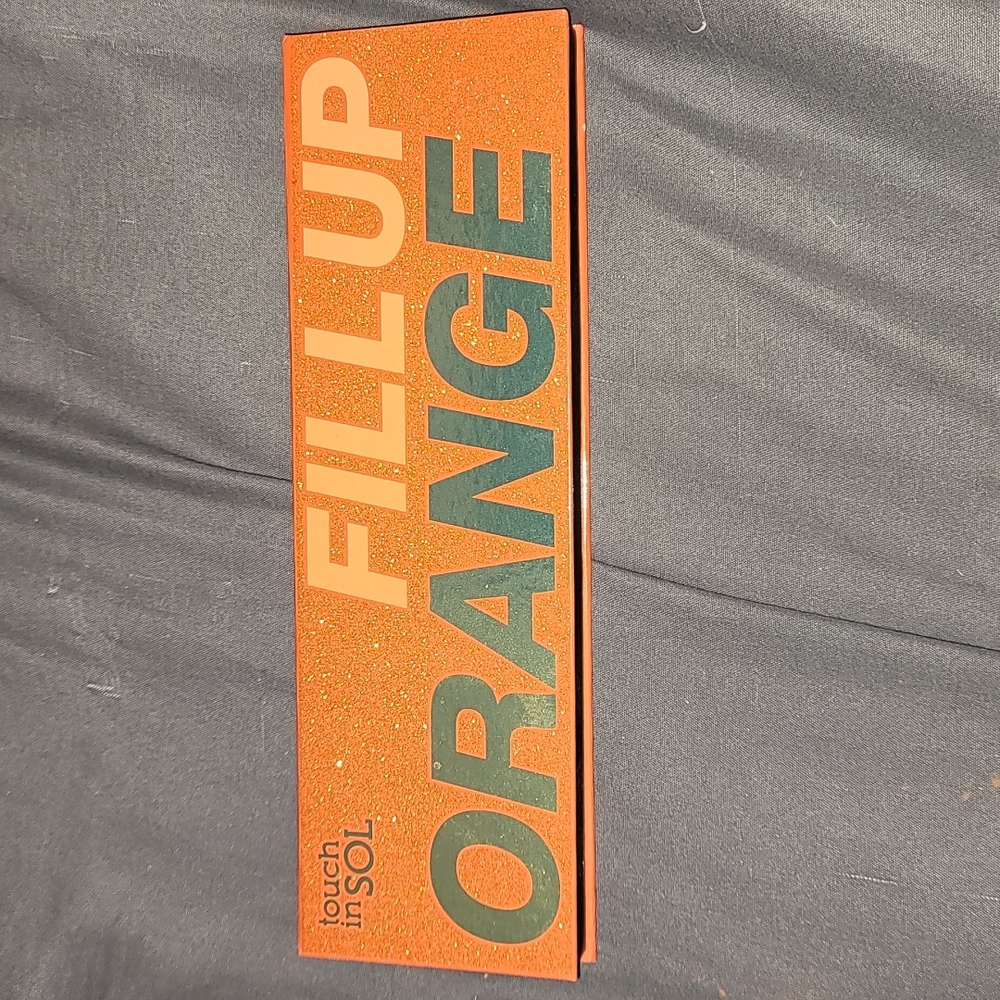 touch
in SOL
FILL UP
ORANGE